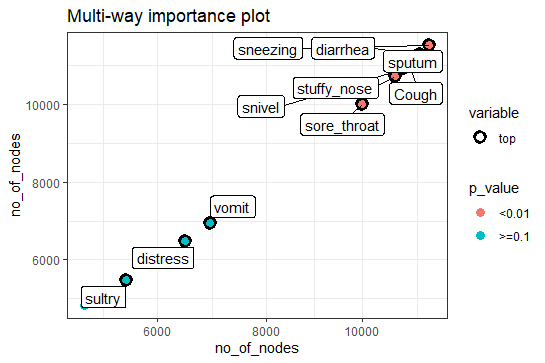 Multi-way importance plot
no_of_nodes
10000
8000
6000
sneezing
diarrhea
sputum
stuffy_nose
Cough
snivel
sore_throat
vomit
distress
sultry
6000
8000
10000
no_of_nodes
variable
top
p_value
<0.01
>=0.1